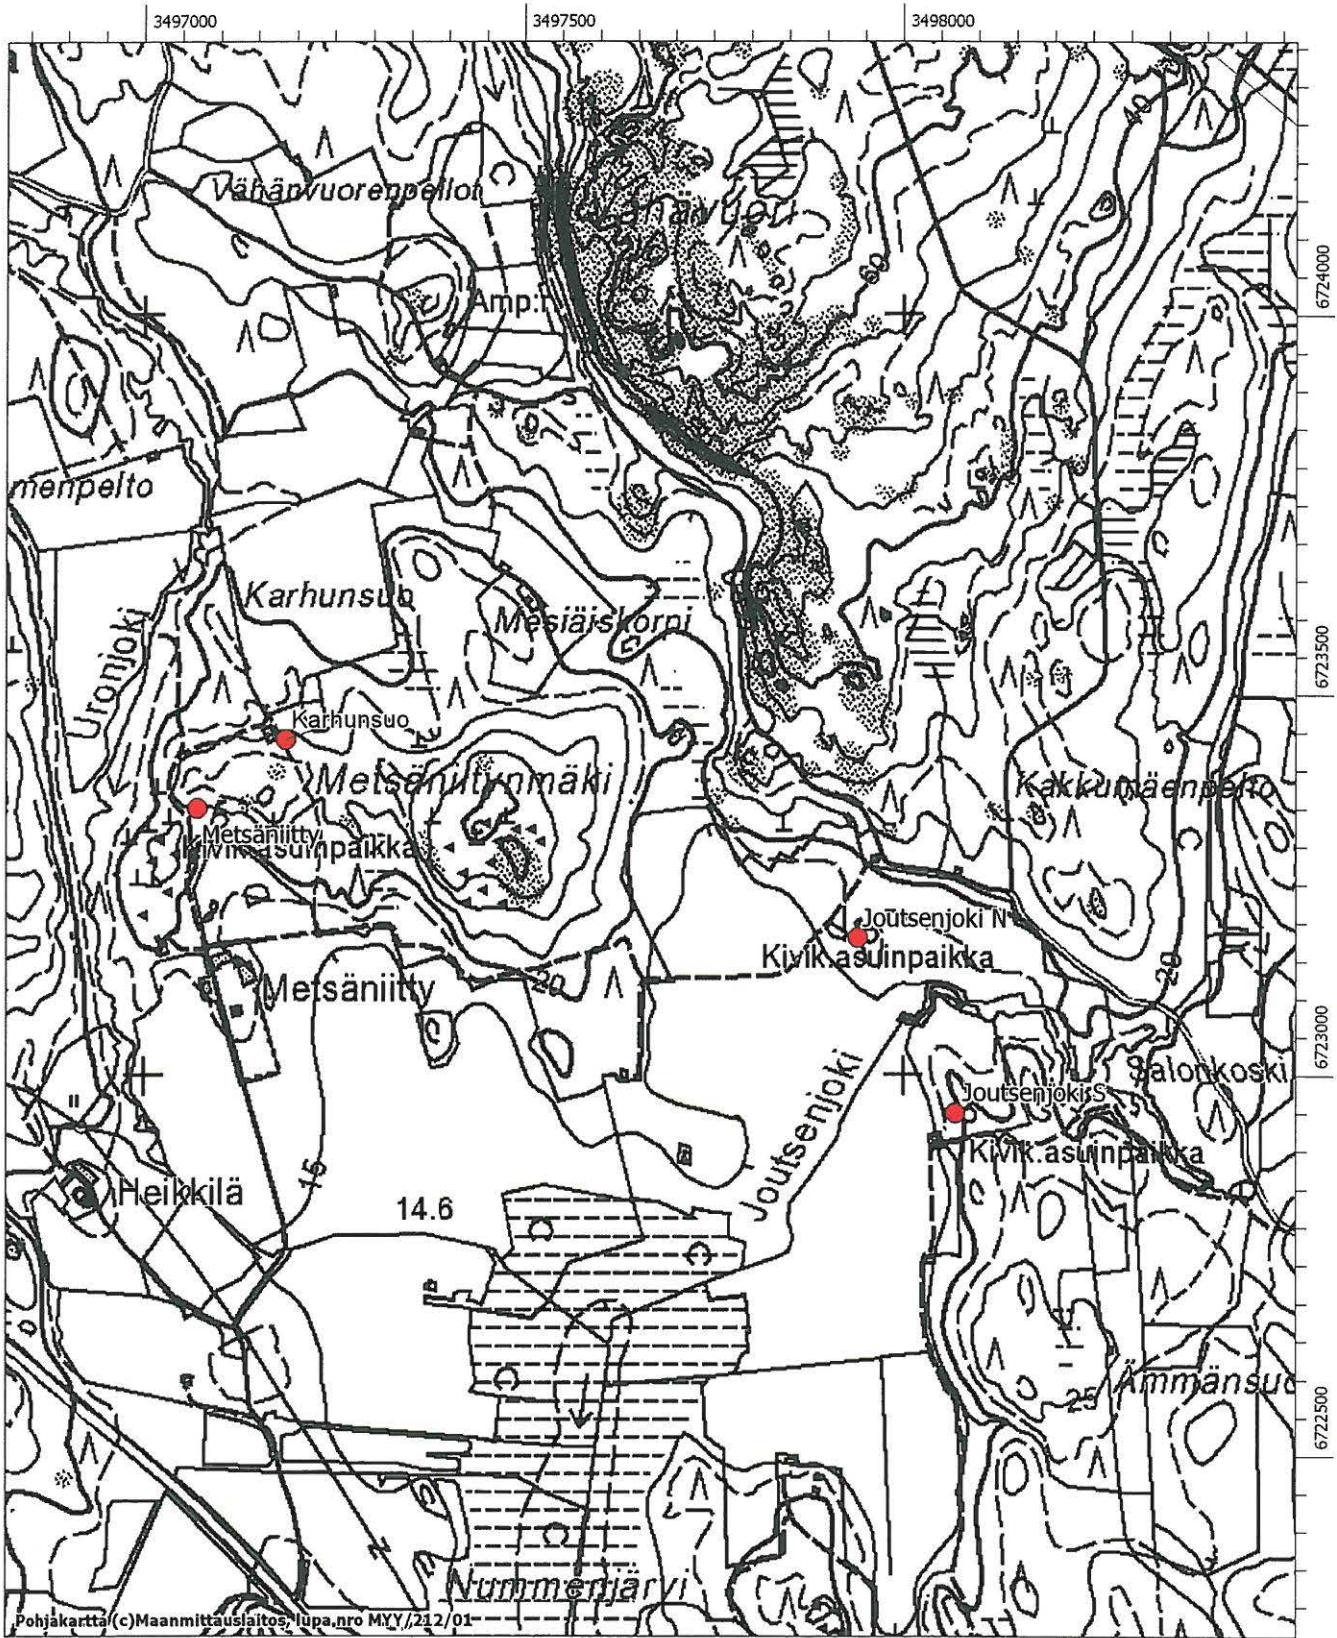 3497000
3497500
3498000
40
Vähänvuorenpellot
Vähävuori
60
6724000
Amp.r
menpelto
Karhunsuo
Mesiäiskorpi
6723500
Uronjoki
Karhunsuo
Metsäniitynmäki
Kakkumäenpelto
Metsäniitty
Kivik.asuinpaikka
Joutsenjoki N
Kivik.asuinpaikka
20
20
Metsäniitty
6723000
Joutsenjoki
Salonkoski
Joutsenjoki S
Kivik.asuinpaikka
15
Heikkilä
14.6
Ämmänsuo
25
6722500
Nummenjärvi
Pohjakartta (c)Maanmittauslaitos, lupa.nro MYY/212/01